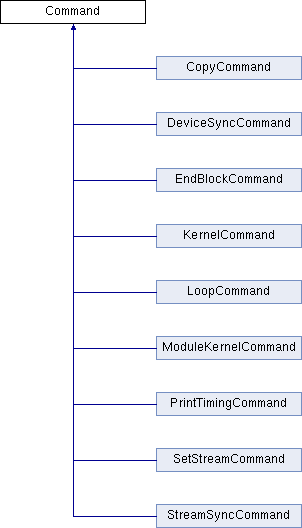 Command
CopyCommand
DeviceSyncCommand
EndBlockCommand
KernelCommand
LoopCommand
ModuleKernelCommand
PrintTimingCommand
SetStreamCommand
StreamSyncCommand